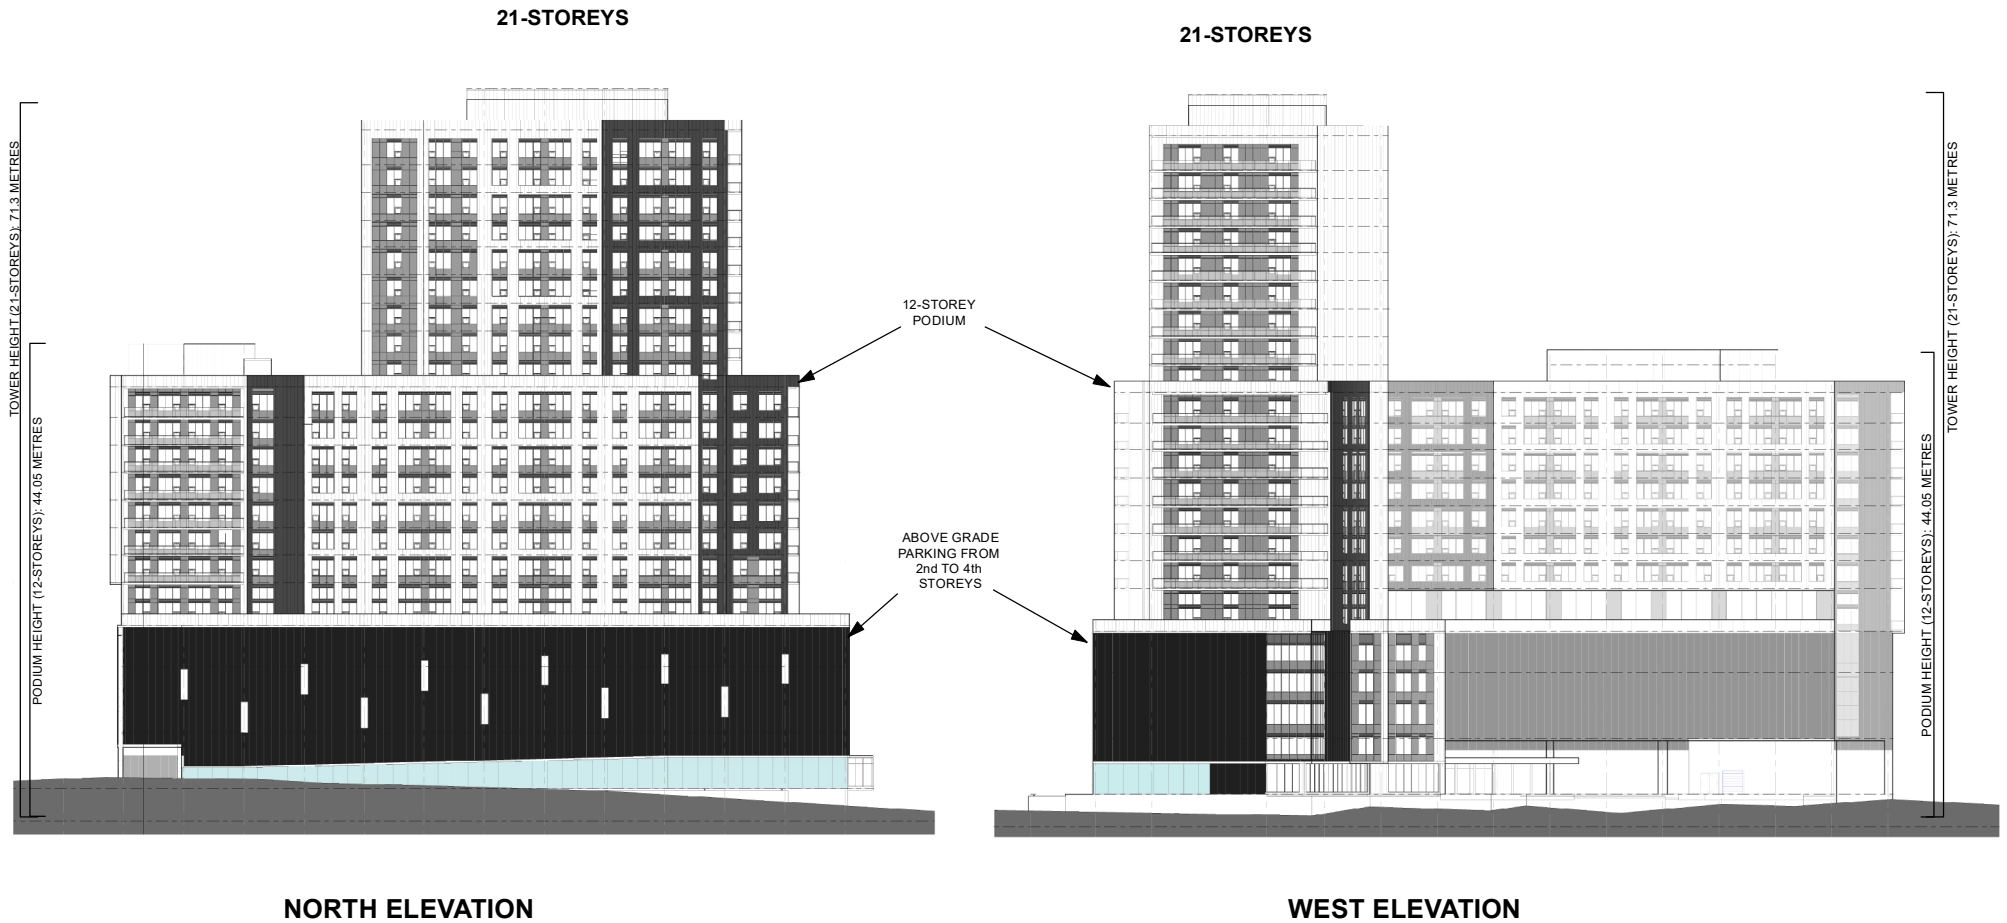 21-STOREYS
21-STOREYS
TOWER HEIGHT (21-STOREYS): 71.3 METRES
PODIUM HEIGHT (12-STOREYS): 44.05 METRES
12-STOREY
PODIUM
ABOVE GRADE
PARKING FROM
2nd TO 4th
STOREYS
TOWER HEIGHT (21-STOREYS): 71.3 METRES
PODIUM HEIGHT (12-STOREYS): 44.05 METRES
NORTH ELEVATION
WEST ELEVATION